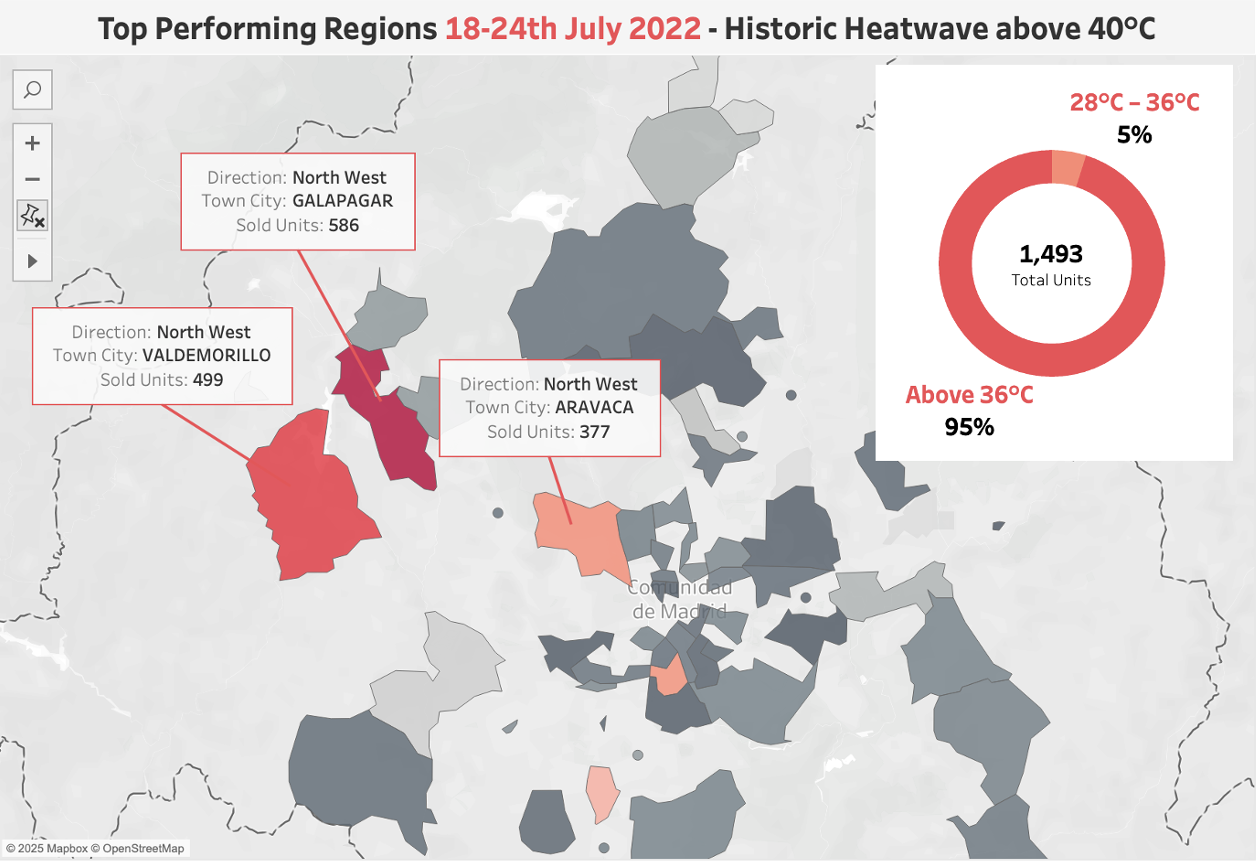 Top Performing Regions 18-24th July 2022 - Historic Heatwave above 40°C
28°C – 36°C
5%
Direction: North West
Town City: GALAPAGAR
Sold Units: 586
1,493
Total Units
Direction: North West
Town City: VALDEMORILLO
Sold Units: 499
Direction: North West
Town City: ARAVACA
Sold Units: 377
Above 36°C
95%
Comunidad
de Madrid
© 2025 Mapbox © OpenStreetMap